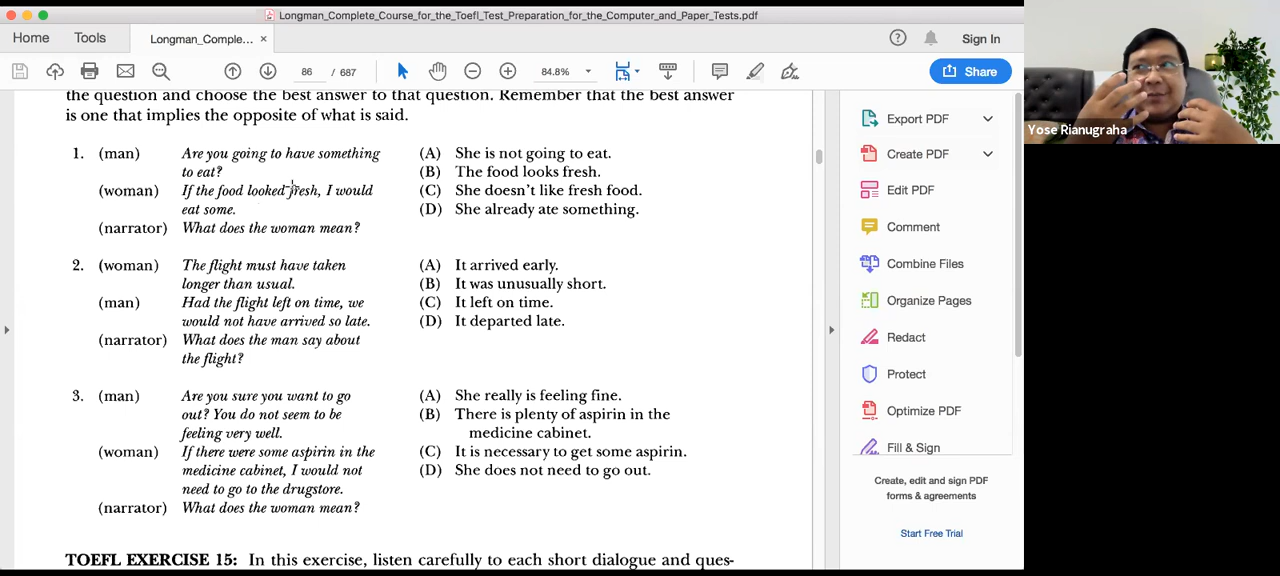 Longman_Complete_Course_for_the_Toefl_Test_Preparation_for_the_Computer_and_Paper_Tests.pdf
Home Tools Longman_Comple... × Sign In
86 / 687 84.8% Share
the question and choose the best answer to that question. Remember that the best answer
is one that implies the opposite of what is said.
1. (man) Are you going to have something
to eat?
(woman) If the food looked fresh, I would
eat some.
(narrator) What does the woman mean?
(A) She is not going to eat.
(B) The food looks fresh.
(C) She doesn't like fresh food.
(D) She already ate something.
2. (woman) The flight must have taken
longer than usual.
(man) Had the flight left on time, we
would not have arrived so late.
(narrator) What does the man say about
the flight?
(A) It arrived early.
(B) It was unusually short.
(C) It left on time.
(D) It departed late.
3. (man) Are you sure you want to go
out? You do not seem to be
feeling very well.
(woman) If there were some aspirin in the
medicine cabinet, I would not
need to go to the drugstore.
(narrator) What does the woman mean?
(A) She really is feeling fine.
(B) There is plenty of aspirin in the
medicine cabinet.
(C) It is necessary to get some aspirin.
(D) She does not need to go out.
TOEFL EXERCISE 15: In this exercise, listen carefully to each short dialogue and ques-
Export PDF
Create PDF
Edit PDF
Comment
Combine Files
Organize Pages
Redact
Protect
Optimize PDF
Fill & Sign
Create, edit and sign PDF
forms & agreements
Start Free Trial
Yose Rianugraha